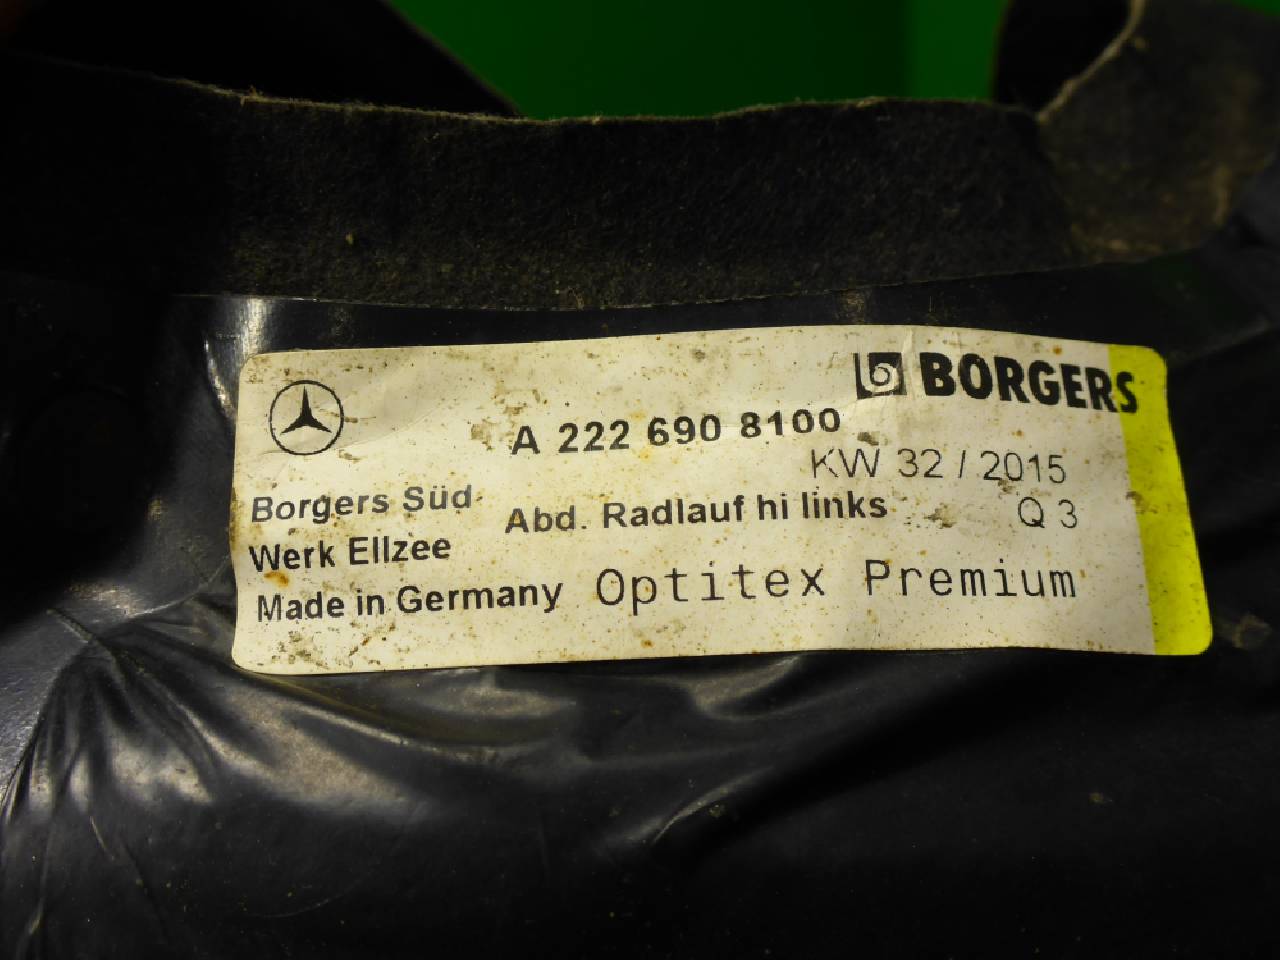 BORGERS
A 222 690 8100
KW 32 / 2015
Borgers Süd
Abd. Radlauf hi links
Q 3
Werk Ellzee
Made in Germany
Optitex Premium